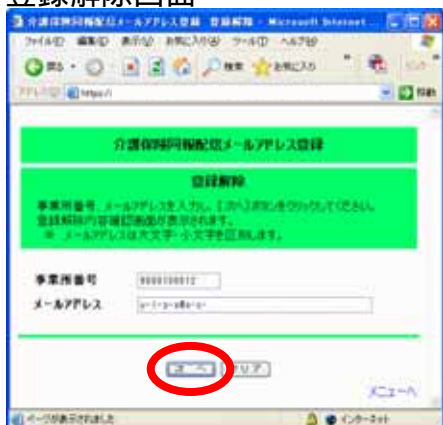 登録解除画面
介護保険同報配信メールアドレス登録 登録解除 - Microsoft Internet ...
ファイル(F) 編集(E) 表示(V) お気に入り(A) ツール(T) ヘルプ(H)
戻る 検索 お気に入り
アドレス(D) https:// 移動
介護保険同報配信メールアドレス登録
登録解除
事業所番号、メールアドレスを入力し、[次へ]ボタンをクリックしてください。
登録解除内容確認画面が表示されます。
※ メールアドレスは大文字・小文字を区別します。
事業所番号
メールアドレス
次へ クリア
メニューへ
ページが表示されました インターネット